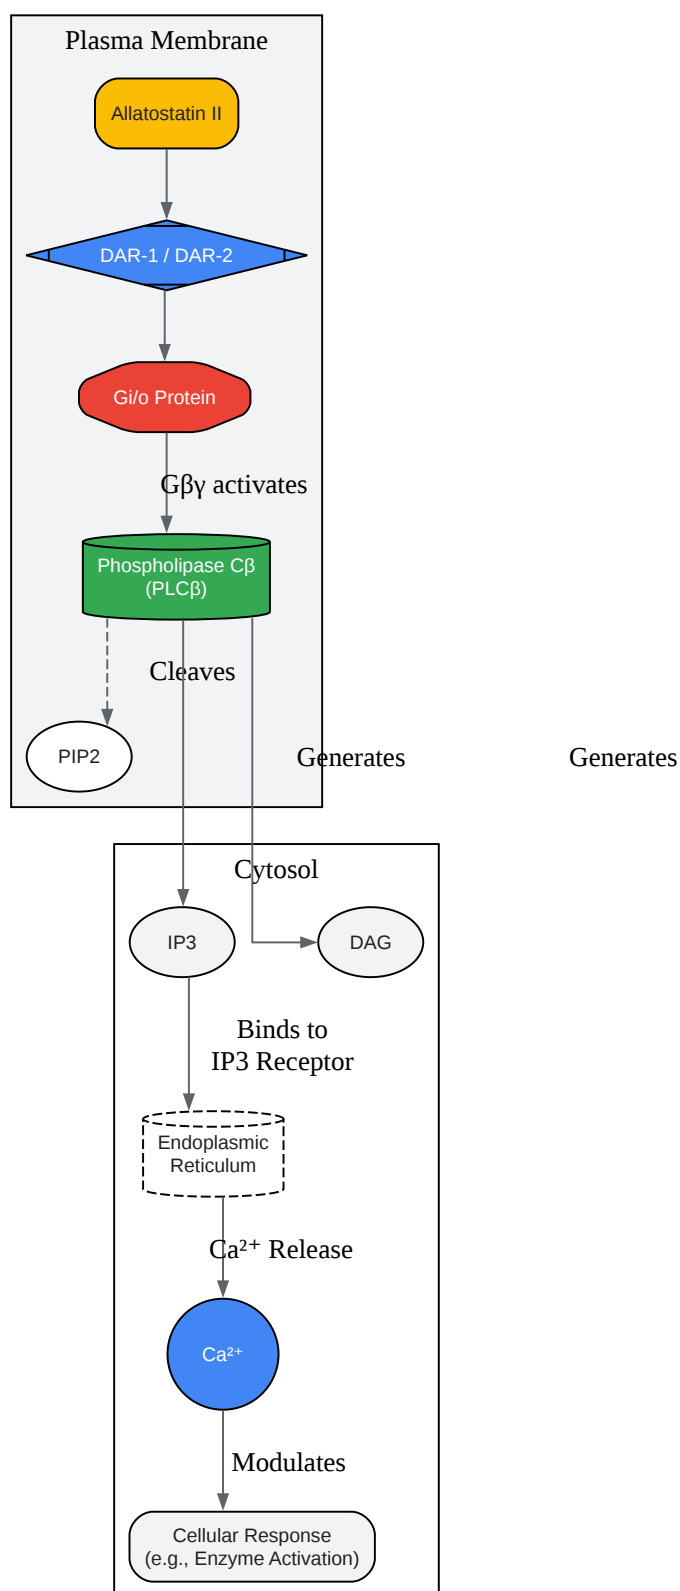 Plasma Membrane
Allatostatin II
DAR-1 / DAR-2
Gi/o Protein
Gβγ activates
Phospholipase Cβ
(PLCβ)
Cleaves
PIP2
Generates
Generates
Cytosol
IP3
DAG
Binds to
IP3 Receptor
Endoplasmic
Reticulum
Ca²⁺ Release
Ca²⁺
Modulates
Cellular Response
(e.g., Enzyme Activation)